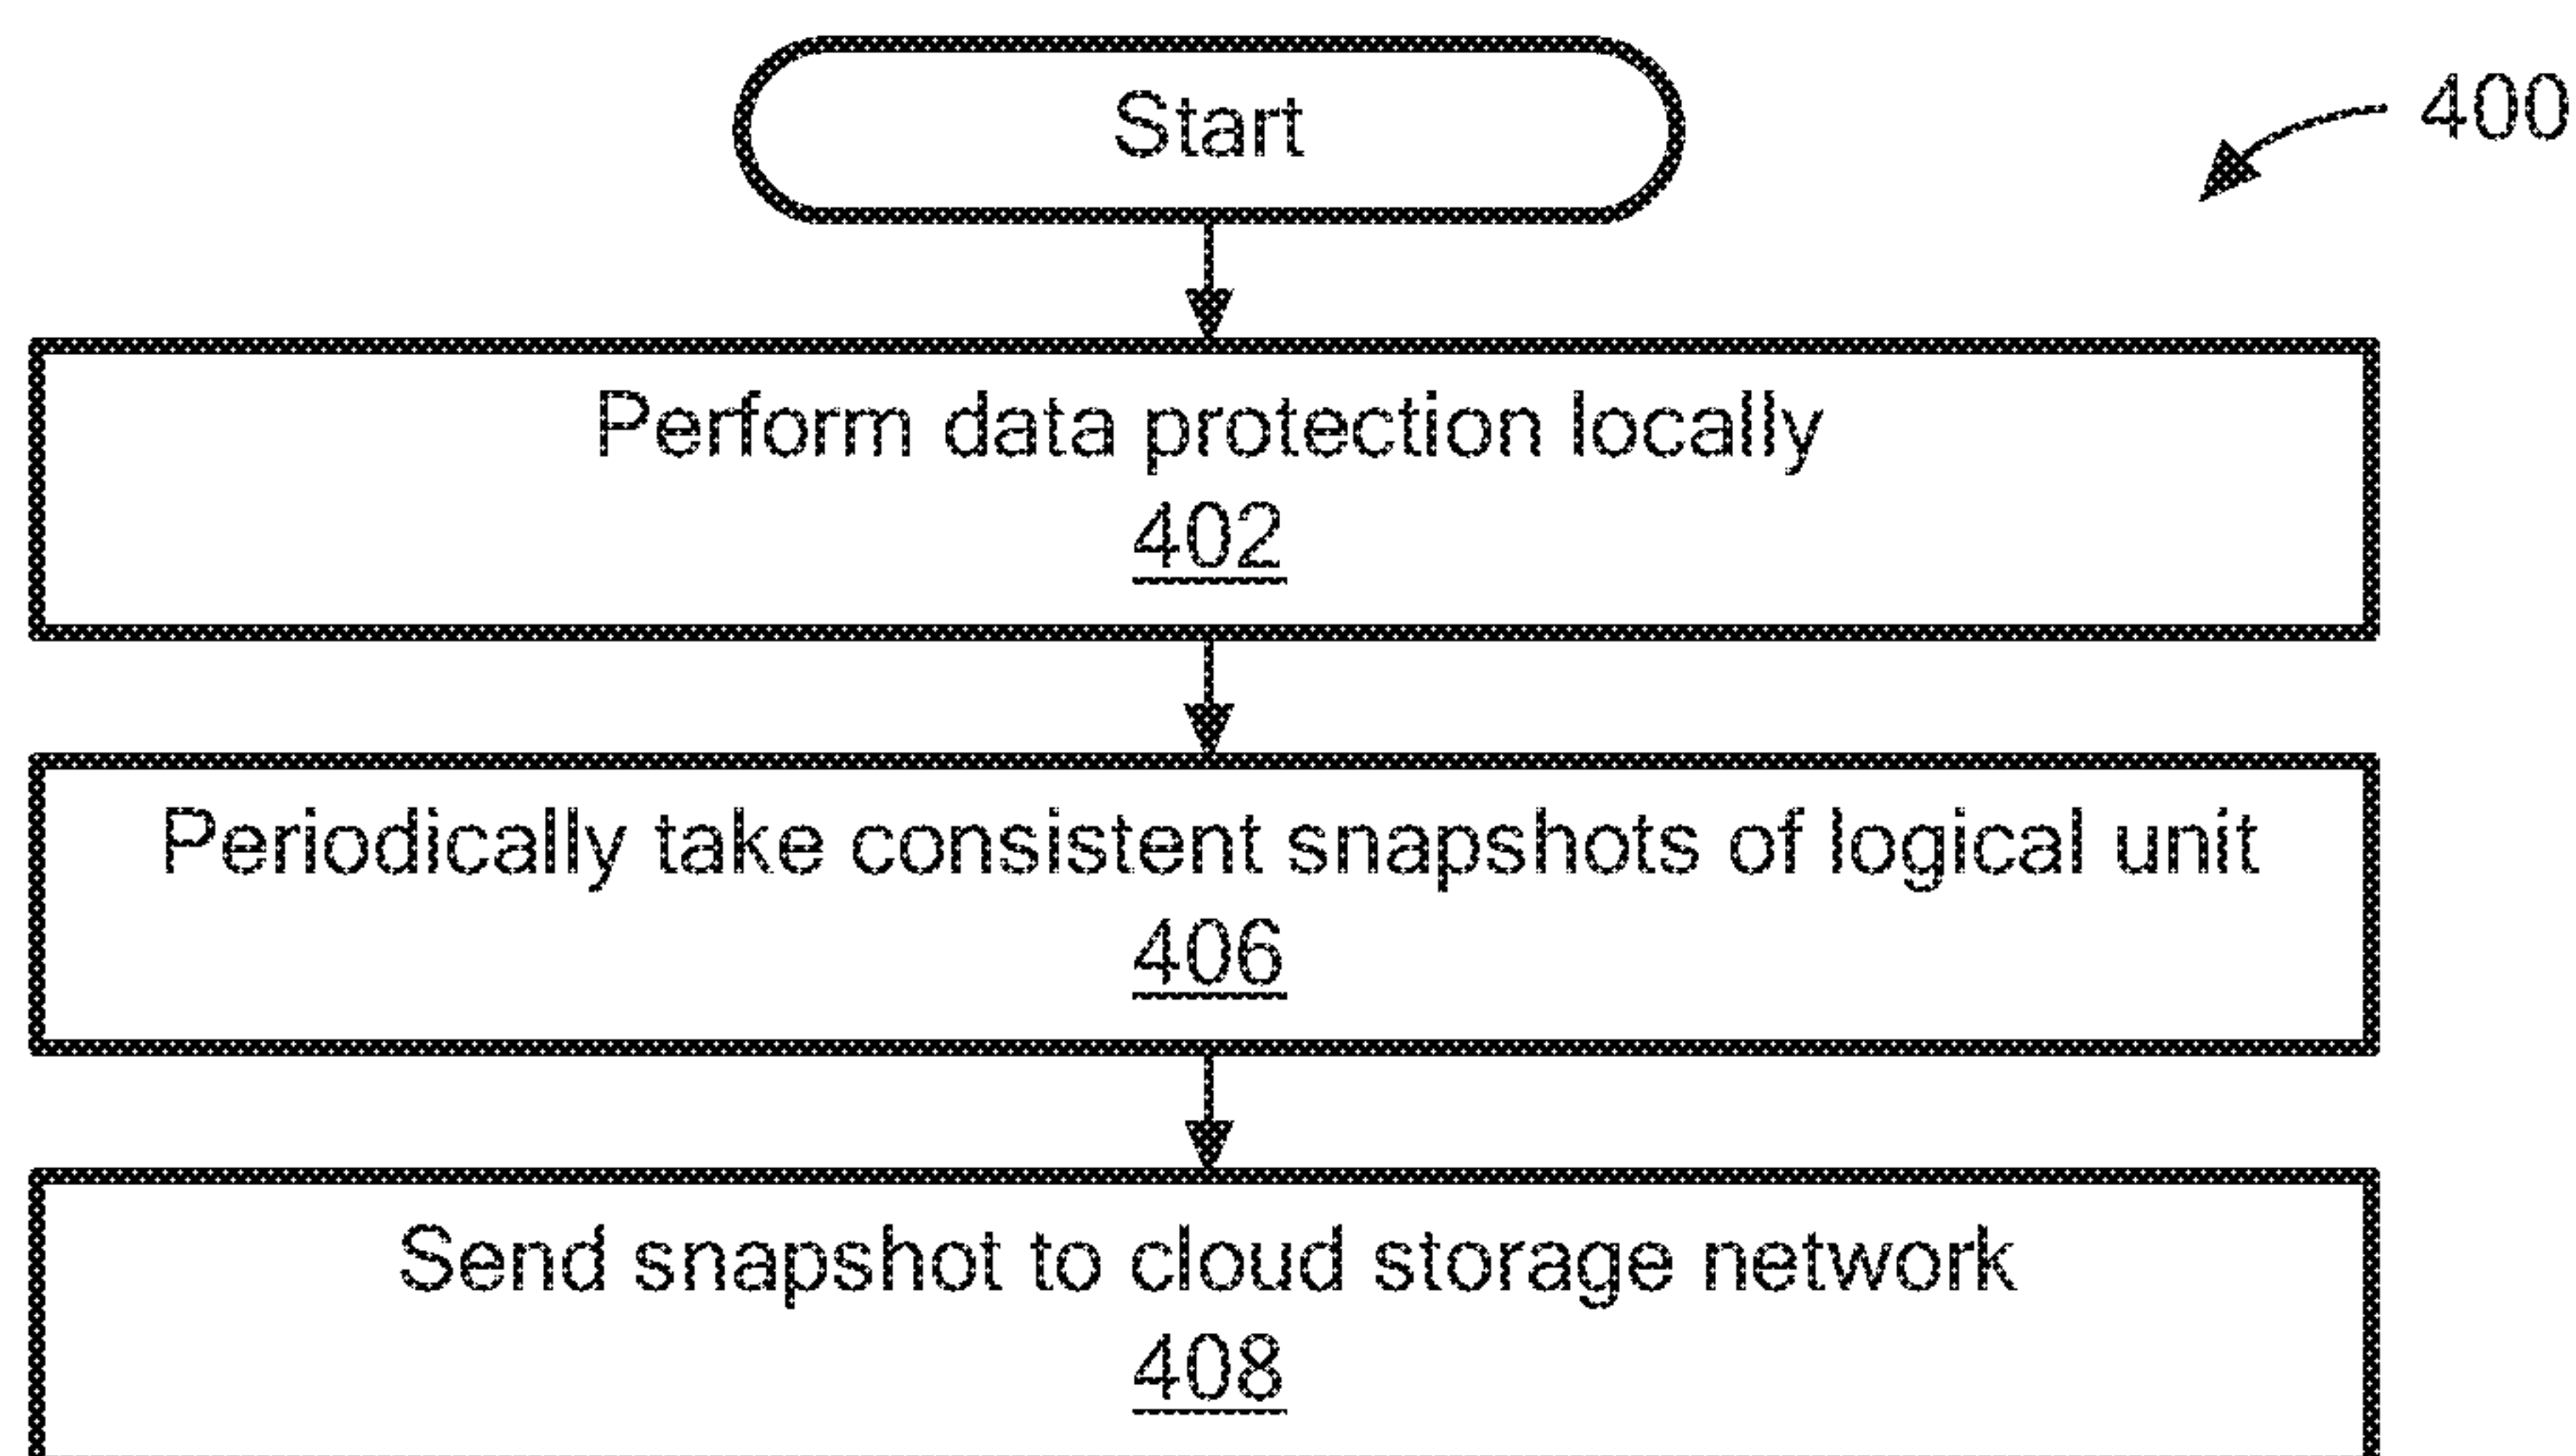 Start
400
Perform data protection locally
402
Periodically take consistent snapshots of logical unit
406
Send snapshot to cloud storage network
408